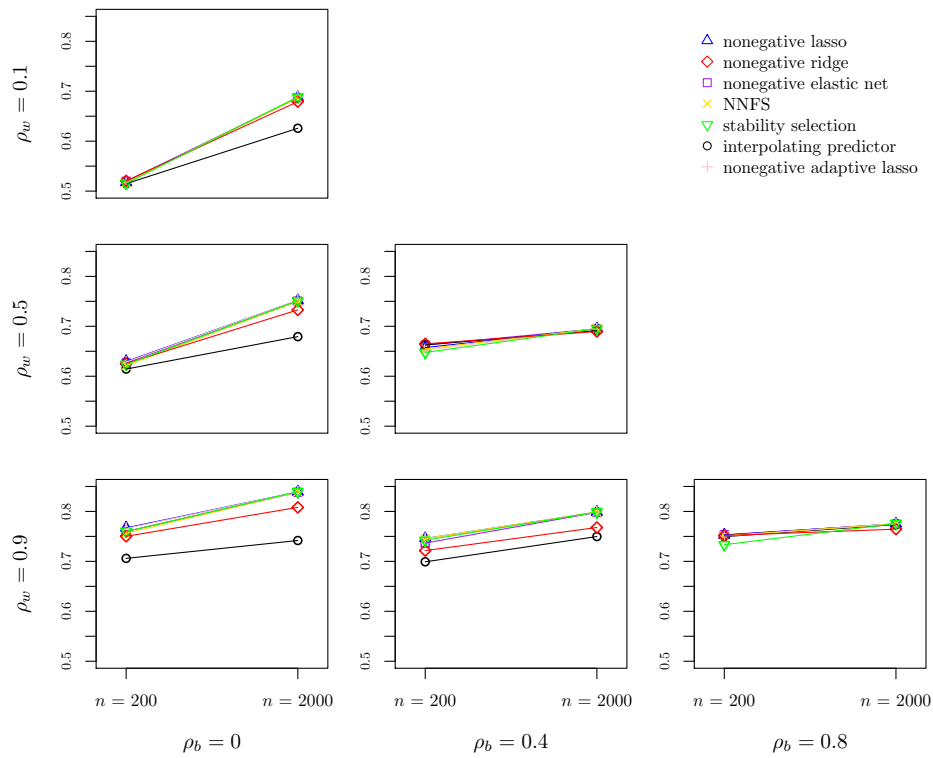 ρw = 0.1
0.5 0.6 0.7 0.8
nonegative lasso
nonegative ridge
nonegative elastic net
NNFS
stability selection
interpolating predictor
nonegative adaptive lasso
ρw = 0.5
0.5 0.6 0.7 0.8
0.5 0.6 0.7 0.8
ρw = 0.9
0.5 0.6 0.7 0.8
0.5 0.6 0.7 0.8
0.5 0.6 0.7 0.8
n = 200 n = 2000 n = 200 n = 2000 n = 200 n = 2000
ρb = 0 ρb = 0.4 ρb = 0.8